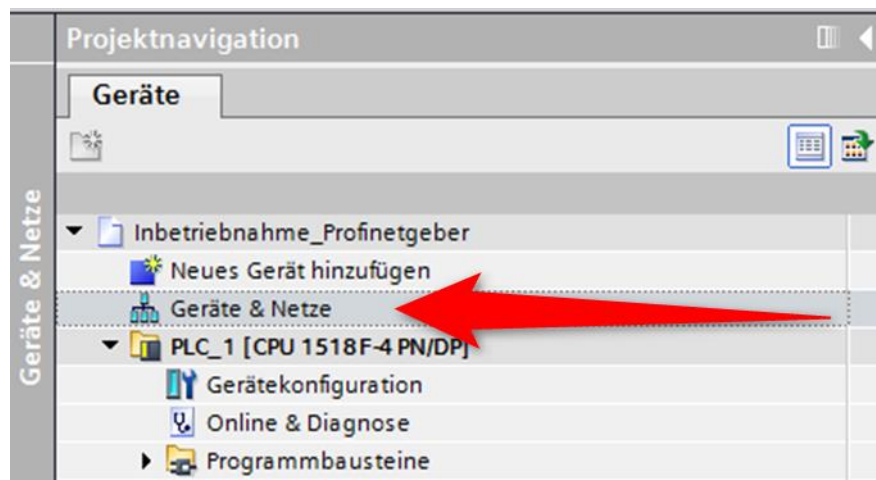 Projektnavigation
Geräte
Geräte & Netze
Inbetriebnahme_Profinetgeber
Neues Gerät hinzufügen
Geräte & Netze
PLC_1 [CPU 1518F-4 PN/DP]
Gerätekonfiguration
Online & Diagnose
Programmbausteine